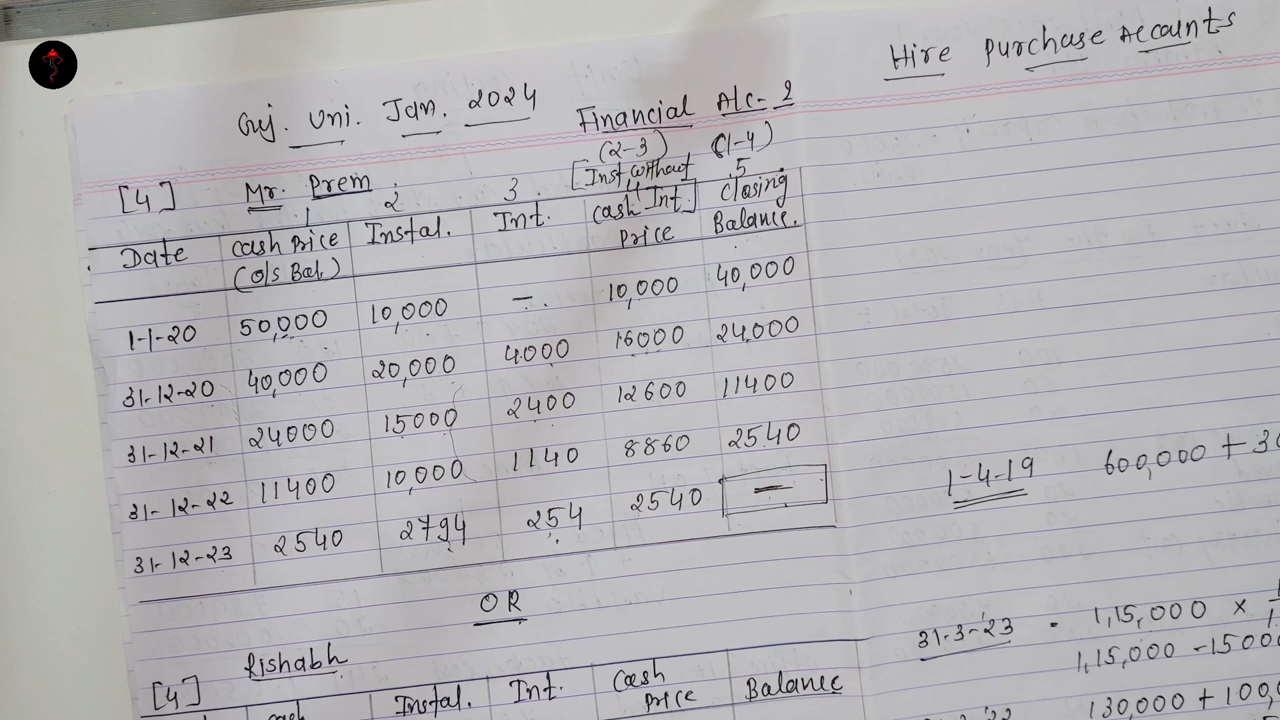 Hire Purchase Accounts
Guj. Uni. Jan. 2024 Financial A/c- 2
(2-3) (1-4)
[4] Mr. Prem [Inst. without Int.]
1 2 3 4 5
Date Cash Price (O/s Bal.) Instal. Int. Cash Price Closing Balance.
1-1-20 50,000 10,000 - 10,000 40,000
31-12-20 40,000 20,000 4000 16000 24,000
31-12-21 24000 15000 2400 12600 11400
31-12-22 11400 10,000 1140 8860 2540
31-12-23 2540 2794 254 2540 -
OR
[4] Rishabh
cash Instal. Int. Cash Price Balance
1-4-19 600,000 +
31-3-23 - 1,15,000 ×
1,15,000 - 1500
130,000 + 100,